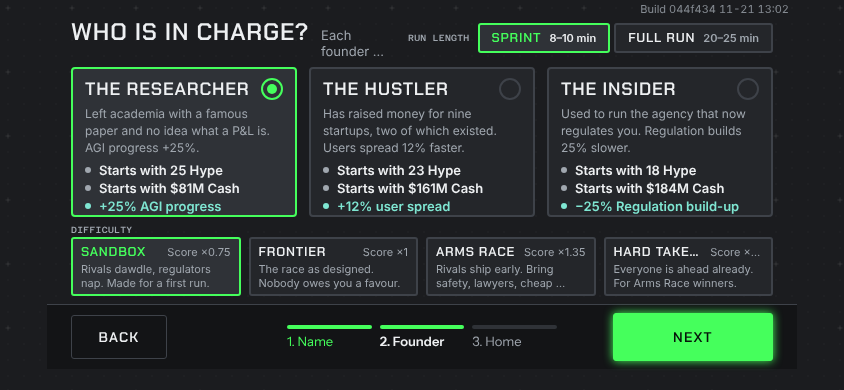 Build 044f434 11-21 13:02
WHO IS IN CHARGE?
Each
founder ...
RUN LENGTH
SPRINT 8–10 min
FULL RUN 20–25 min
THE RESEARCHER
Left academia with a famous
paper and no idea what a P&L is.
AGI progress +25%.
Starts with 25 Hype
Starts with $81M Cash
+25% AGI progress
THE HUSTLER
Has raised money for nine
startups, two of which existed.
Users spread 12% faster.
Starts with 23 Hype
Starts with $161M Cash
+12% user spread
THE INSIDER
Used to run the agency that now
regulates you. Regulation builds
25% slower.
Starts with 18 Hype
Starts with $184M Cash
−25% Regulation build-up
DIFFICULTY
SANDBOX Score ×0.75
Rivals dawdle, regulators
nap. Made for a first run.
FRONTIER Score ×1
The race as designed.
Nobody owes you a favour.
ARMS RACE Score ×1.35
Rivals ship early. Bring
safety, lawyers, cheap ...
HARD TAKE... Score ×...
Everyone is ahead already.
For Arms Race winners.
BACK
1. Name
2. Founder
3. Home
NEXT